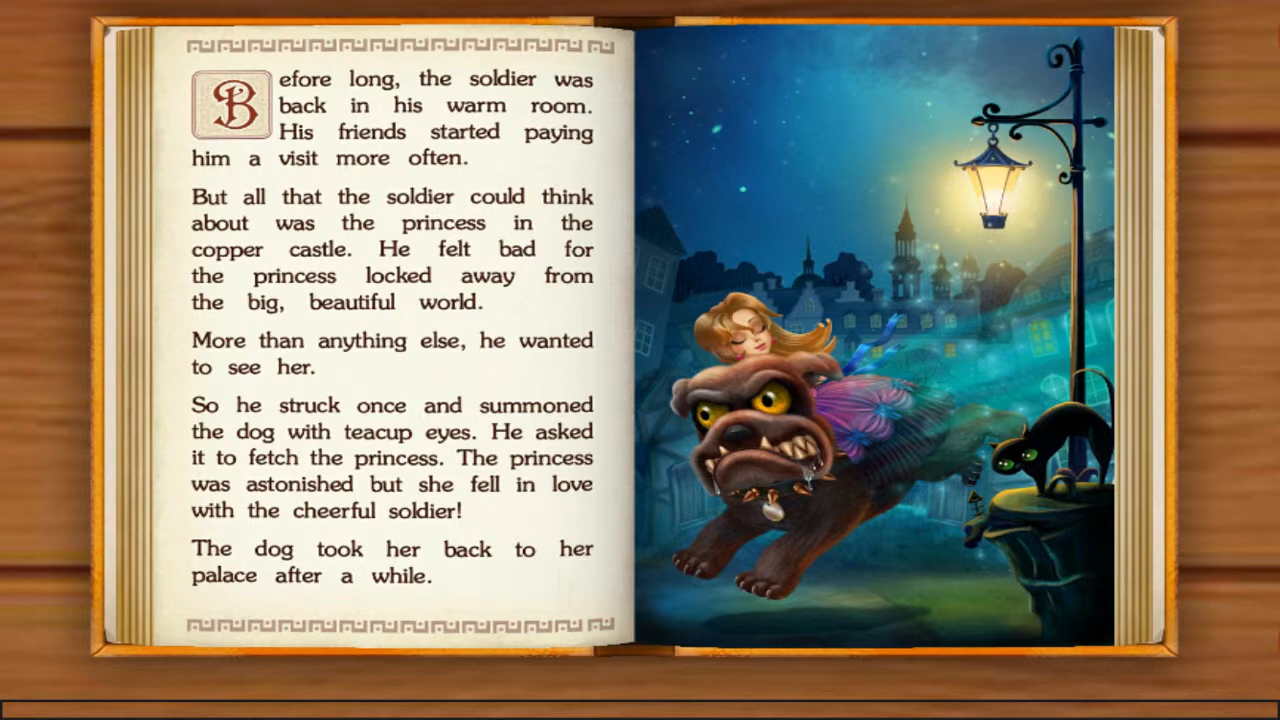 Before long, the soldier was
back in his warm room.
His friends started paying
him a visit more often.
But all that the soldier could think
about was the princess in the
copper castle. He felt bad for
the princess locked away from
the big, beautiful world.
More than anything else, he wanted
to see her.
So he struck once and summoned
the dog with teacup eyes. He asked
it to fetch the princess. The princess
was astonished but she fell in love
with the cheerful soldier!
The dog took her back to her
palace after a while.